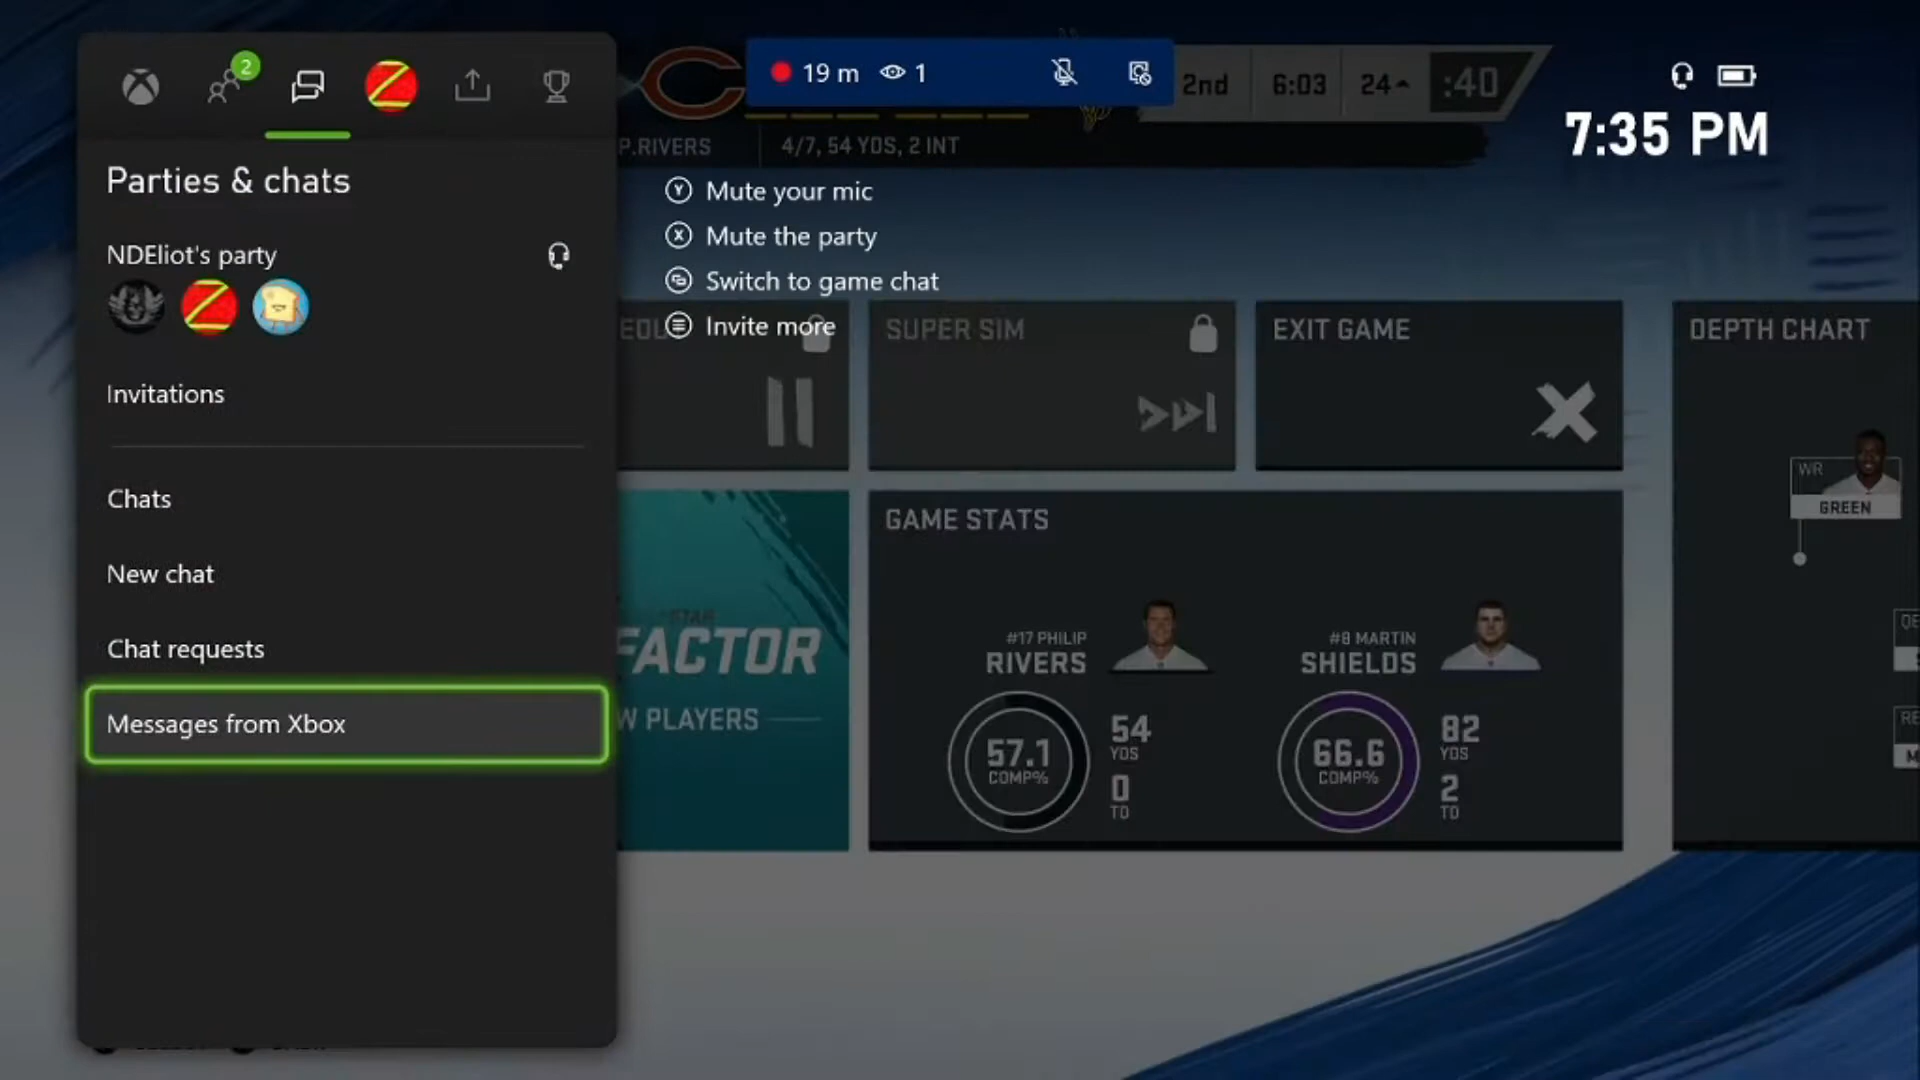 2
19 m 1
2nd 6:03 24 :40
7:35 PM
P.RIVERS 4/7, 54 YDS, 2 INT
Parties & chats
NDEliot's party
Invitations
Chats
New chat
Chat requests
Messages from Xbox
Y Mute your mic
X Mute the party
Switch to game chat
Invite more
SUPER SIM
EXIT GAME
DEPTH CHART
WR
GREEN
FACTOR
W PLAYERS
GAME STATS
#17 PHILIP
RIVERS
57.1
COMP%
54
YDS
0
TD
#8 MARTIN
SHIELDS
66.6
COMP%
82
YDS
2
TD